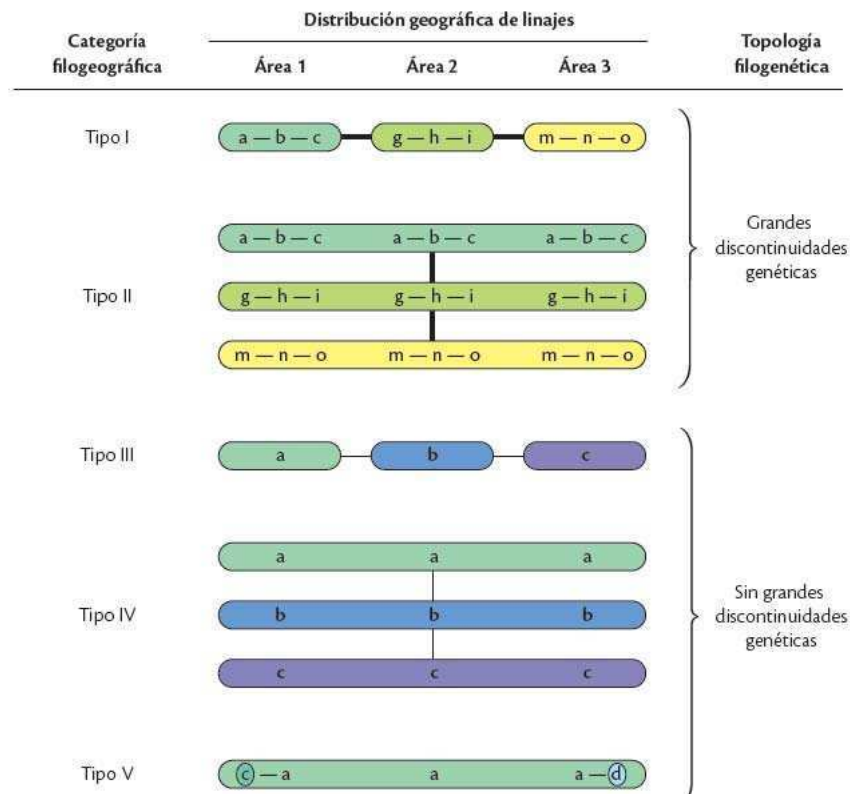 Distribución geográfica de linajes
Categoría
filogeográfica
Área 1 Área 2 Área 3
Topología
filogenética
Tipo I
a — b — c g — h — i m — n — o
Tipo II
a — b — c a — b — c a — b — c
g — h — i g — h — i g — h — i
m — n — o m — n — o m — n — o
Grandes
discontinuidades
genéticas
Tipo III
a b c
Tipo IV
a a a
b b b
c c c
Sin grandes
discontinuidades
genéticas
Tipo V
c — a a a — d